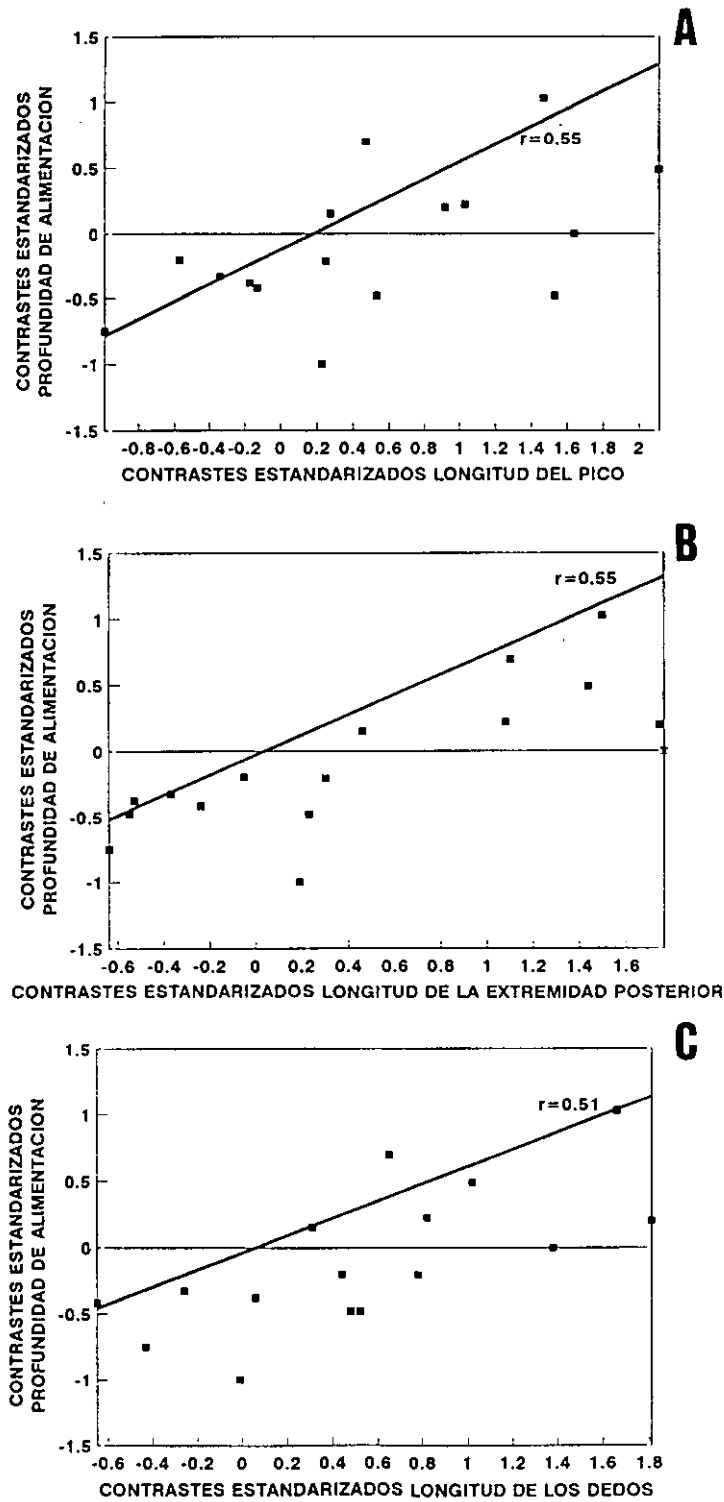 A
CONTRASTES ESTANDARIZADOS
PROFUNDIDAD DE ALIMENTACION
1.5
1
0.5
0
-0.5
-1
-1.5
r=0.55
-0.8 -0.6 -0.4 -0.2 0 0.2 0.4 0.6 0.8 1 1.2 1.4 1.6 1.8 2
CONTRASTES ESTANDARIZADOS LONGITUD DEL PICO
B
CONTRASTES ESTANDARIZADOS
PROFUNDIDAD DE ALIMENTACION
1.5
1
0.5
0
-0.5
-1
-1.5
r=0.55
-0.6 -0.4 -0.2 0 0.2 0.4 0.6 0.8 1 1.2 1.4 1.6
CONTRASTES ESTANDARIZADOS LONGITUD DE LA EXTREMIDAD POSTERIOR
C
CONTRASTES ESTANDARIZADOS
PROFUNDIDAD DE ALIMENTACION
1.5
1
0.5
0
-0.5
-1
-1.5
r=0.51
-0.6 -0.4 -0.2 0 0.2 0.4 0.6 0.8 1 1.2 1.4 1.6 1.8
CONTRASTES ESTANDARIZADOS LONGITUD DE LOS DEDOS